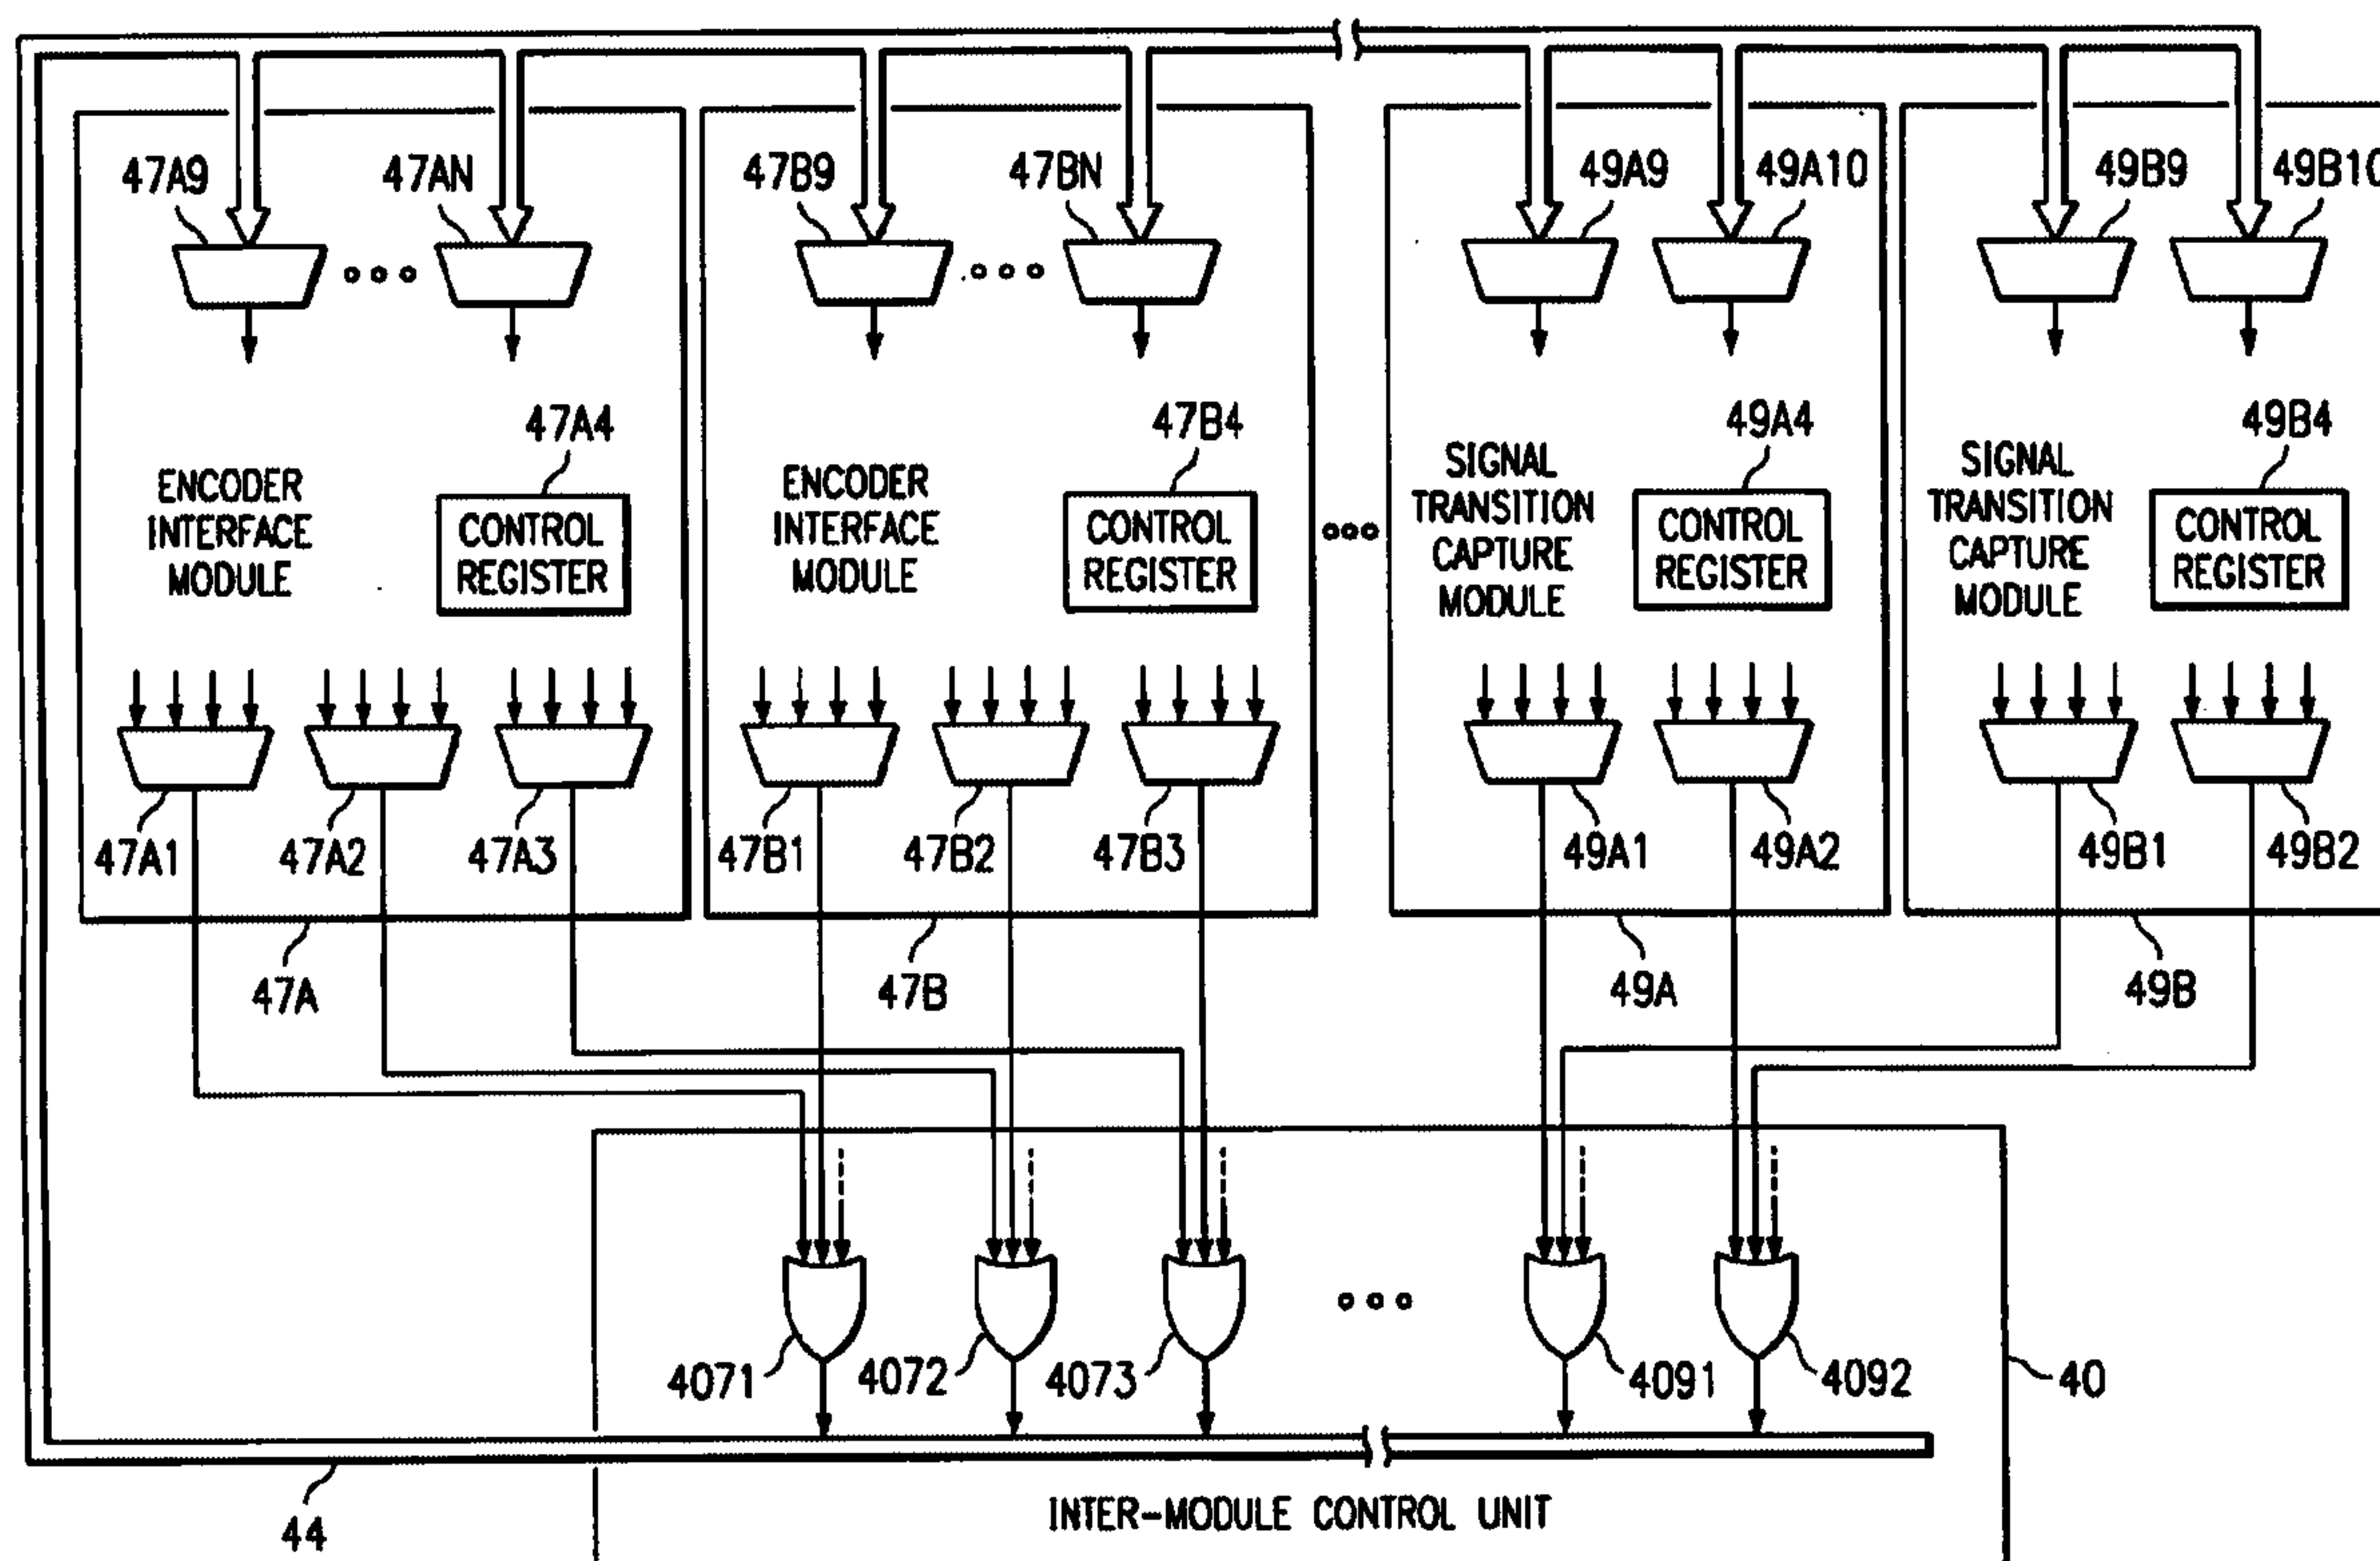 47A9
47AN
47B9
47BN
49A9
49A10
49B9
49B10
47A4
47B4
49A4
49B4
ENCODER
INTERFACE
MODULE
CONTROL
REGISTER
ENCODER
INTERFACE
MODULE
CONTROL
REGISTER
SIGNAL
TRANSITION
CAPTURE
MODULE
CONTROL
REGISTER
SIGNAL
TRANSITION
CAPTURE
MODULE
CONTROL
REGISTER
47A1
47A2
47A3
47B1
47B2
47B3
49A1
49A2
49B1
49B2
47A
47B
49A
49B
4071
4072
4073
4091
4092
40
44
INTER-MODULE CONTROL UNIT